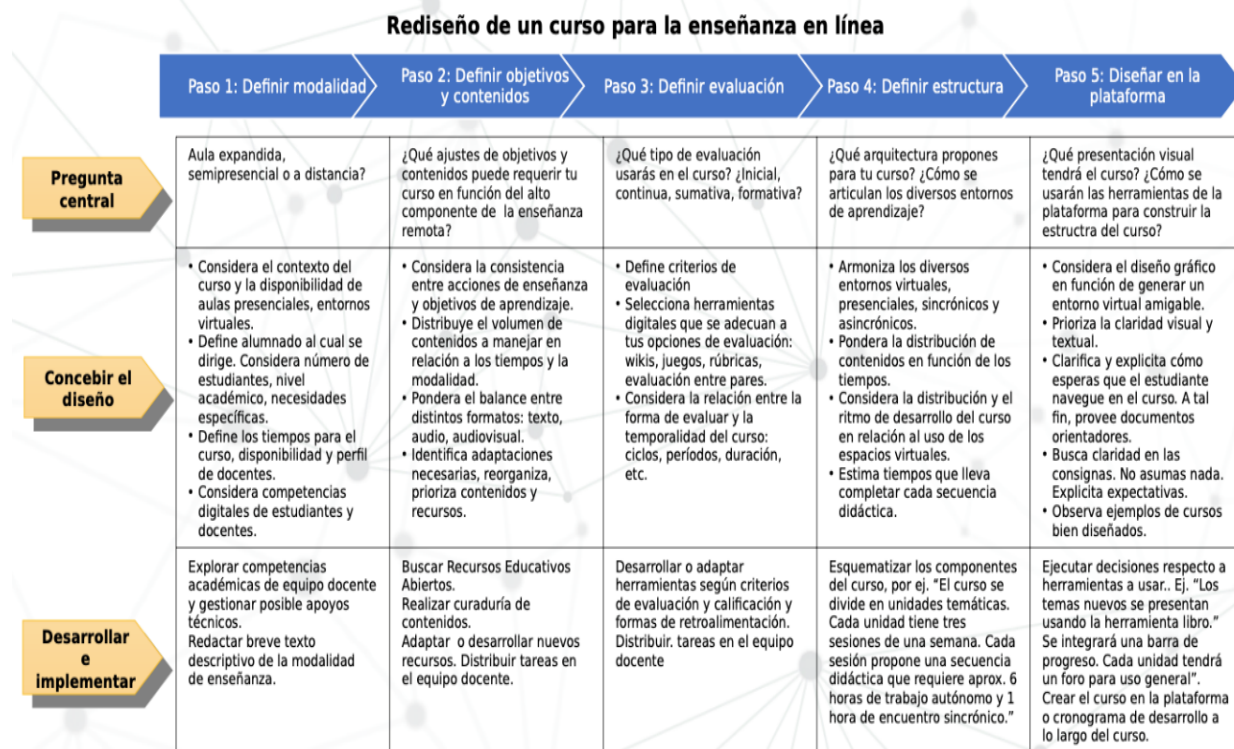 Rediseño de un curso para la enseñanza en línea
Paso 1: Definir modalidad
Paso 2: Definir objetivos
y contenidos
Paso 3: Definir evaluación
Paso 4: Definir estructura
Paso 5: Diseñar en la
plataforma
Pregunta
central
Aula expandida,
semipresencial o a distancia?
¿Qué ajustes de objetivos y
contenidos puede requerir tu
curso en función del alto
componente de la enseñanza
remota?
¿Qué tipo de evaluación
usarás en el curso? ¿Inicial,
continua, sumativa, formativa?
¿Qué arquitectura propones
para tu curso? ¿Cómo se
articulan los diversos entornos
de aprendizaje?
¿Qué presentación visual
tendrá el curso? ¿Cómo se
usarán las herramientas de la
plataforma para construir la
estructra del curso?
Concebir el
diseño
• Considera el contexto del
curso y la disponibilidad de
aulas presenciales, entornos
virtuales.
• Define alumnado al cual se
dirige. Considera número de
estudiantes, nivel
académico, necesidades
específicas.
• Define los tiempos para el
curso, disponibilidad y perfil
de docentes.
• Considera competencias
digitales de estudiantes y
docentes.
• Considera la consistencia
entre acciones de enseñanza
y objetivos de aprendizaje.
• Distribuye el volumen de
contenidos a manejar en
relación a los tiempos y la
modalidad.
• Pondera el balance entre
distintos formatos: texto,
audio, audiovisual.
• Identifica adaptaciones
necesarias, reorganiza,
prioriza contenidos y
recursos.
• Define criterios de
evaluación
• Selecciona herramientas
digitales que se adecuan a
tus opciones de evaluación:
wikis, juegos, rúbricas,
evaluación entre pares.
• Considera la relación entre la
forma de evaluar y la
temporalidad del curso:
ciclos, períodos, duración,
etc.
• Armoniza los diversos
entornos virtuales,
presenciales, sincrónicos y
asincrónicos.
• Pondera la distribución de
contenidos en función de los
tiempos.
• Considera la distribución y el
ritmo de desarrollo del curso
en relación al uso de los
espacios virtuales.
• Estima tiempos que lleva
completar cada secuencia
didáctica.
• Considera el diseño gráfico
en función de generar un
entorno virtual amigable.
• Prioriza la claridad visual y
textual.
• Clarifica y explicita cómo
esperas que el estudiante
navegue en el curso. A tal
fin, provee documentos
orientadores.
• Busca claridad en las
consignas. No asumas nada.
Explicita expectativas.
• Observa ejemplos de cursos
bien diseñados.
Desarrollar
e
implementar
Explorar competencias
académicas de equipo docente
y gestionar posible apoyos
técnicos.
Redactar breve texto
descriptivo de la modalidad
de enseñanza.
Buscar Recursos Educativos
Abiertos.
Realizar curaduría de
contenidos.
Adaptar o desarrollar nuevos
recursos. Distribuir tareas en
el equipo docente.
Desarrollar o adaptar
herramientas según criterios
de evaluación y calificación y
formas de retroalimentación.
Distribuir. tareas en el equipo
docente
Esquematizar los componentes
del curso, por ej. “El curso se
divide en unidades temáticas.
Cada unidad tiene tres
sesiones de una semana. Cada
sesión propone una secuencia
didáctica que requiere aprox. 6
horas de trabajo autónomo y 1
hora de encuentro sincrónico.”
Ejecutar decisiones respecto a
herramientas a usar.. Ej. “Los
temas nuevos se presentan
usando la herramienta libro.”
Se integrará una barra de
progreso. Cada unidad tendrá
un foro para uso general”.
Crear el curso en la plataforma
o cronograma de desarrollo a
lo largo del curso.